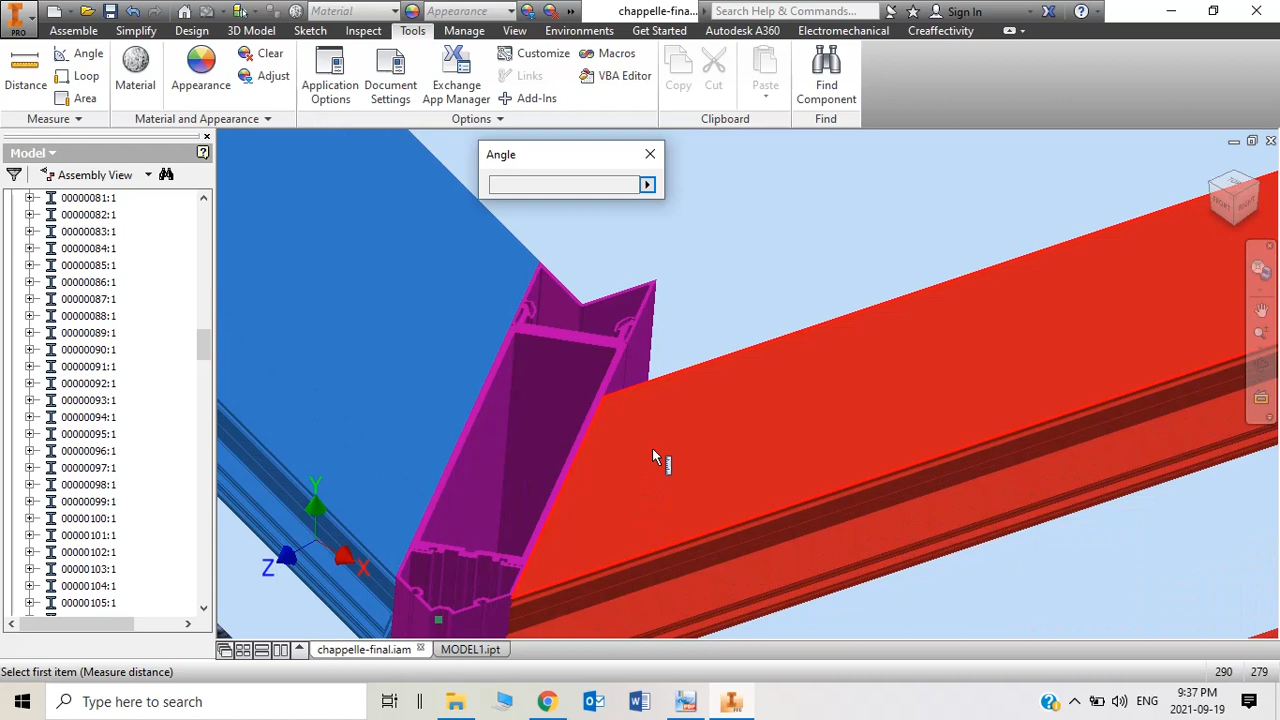 Material
Appearance
chappelle-final...
Search Help & Commands...
Sign In
PRO
Assemble
Simplify
Design
3D Model
Sketch
Inspect
Tools
Manage
View
Environments
Get Started
Autodesk A360
Electromechanical
Creaffectivity
Distance
Angle
Loop
Area
Material
Appearance
Clear
Adjust
Application
Options
Document
Settings
Exchange
App Manager
Customize
Links
Add-Ins
Macros
VBA Editor
Copy
Cut
Paste
Find
Component
Measure
Material and Appearance
Options
Clipboard
Find
Model
Assembly View
00000081:1
00000082:1
00000083:1
00000084:1
00000085:1
00000086:1
00000087:1
00000088:1
00000089:1
00000090:1
00000091:1
00000092:1
00000093:1
00000094:1
00000095:1
00000096:1
00000097:1
00000098:1
00000099:1
00000100:1
00000101:1
00000102:1
00000103:1
00000104:1
00000105:1
Angle
TOP
FRONT
RIGHT
Y
Z
X
chappelle-final.iam
MODEL1.ipt
Select first item (Measure distance)
290
279
Type here to search
ENG
9:37 PM
2021-09-19